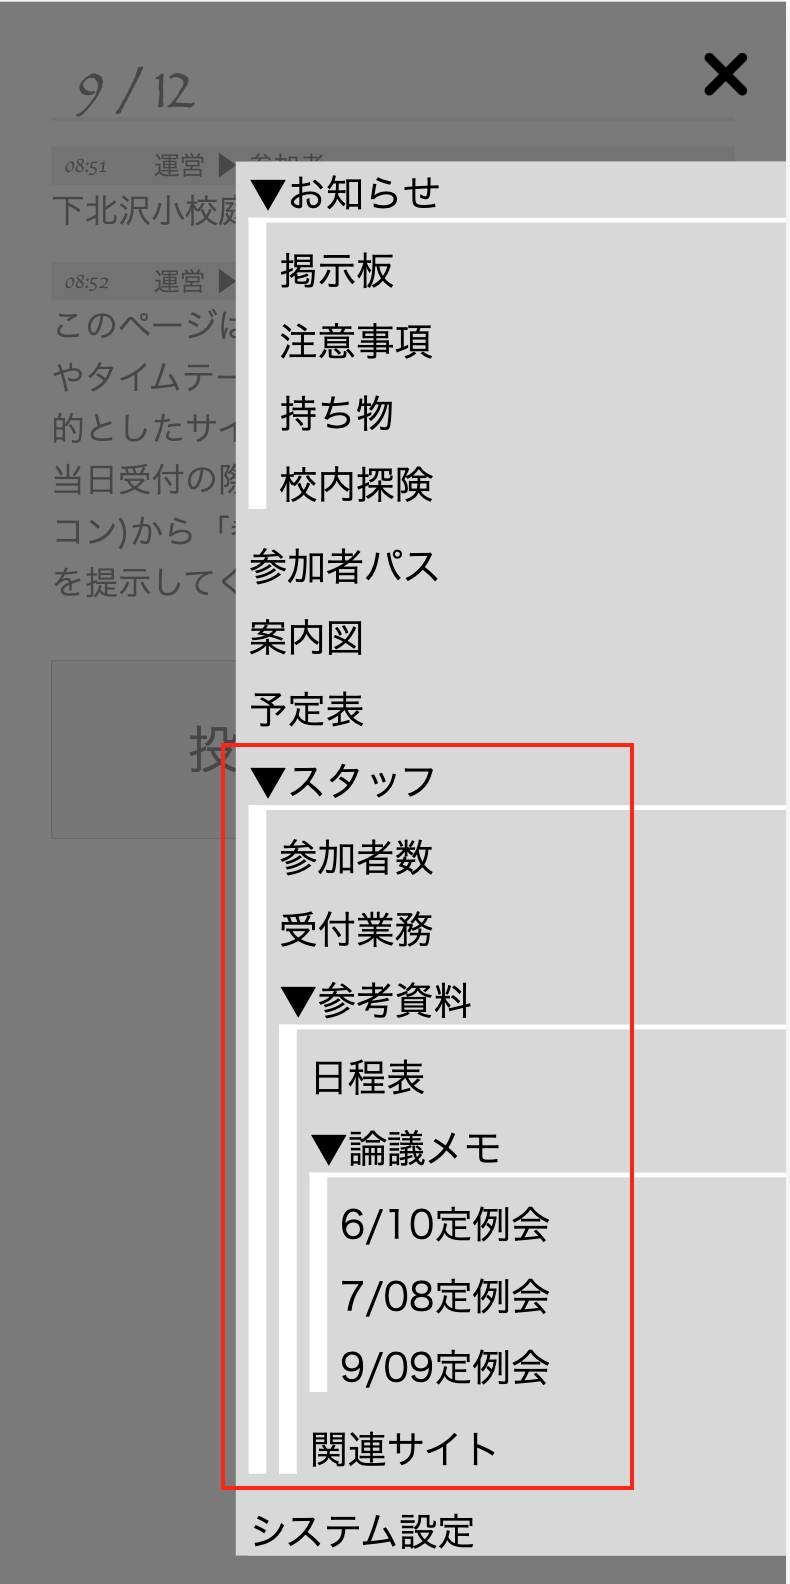 9/12
08:51 運営 ▶ 参加者
下北沢小校庭
08:52 運営 ▶
このページは
やタイムテー
的としたサイ
当日受付の際
コン)から「
を提示してく
投
▼お知らせ
掲示板
注意事項
持ち物
校内探険
参加者パス
案内図
予定表
▼スタッフ
参加者数
受付業務
▼参考資料
日程表
▼論議メモ
6/10定例会
7/08定例会
9/09定例会
関連サイト
システム設定